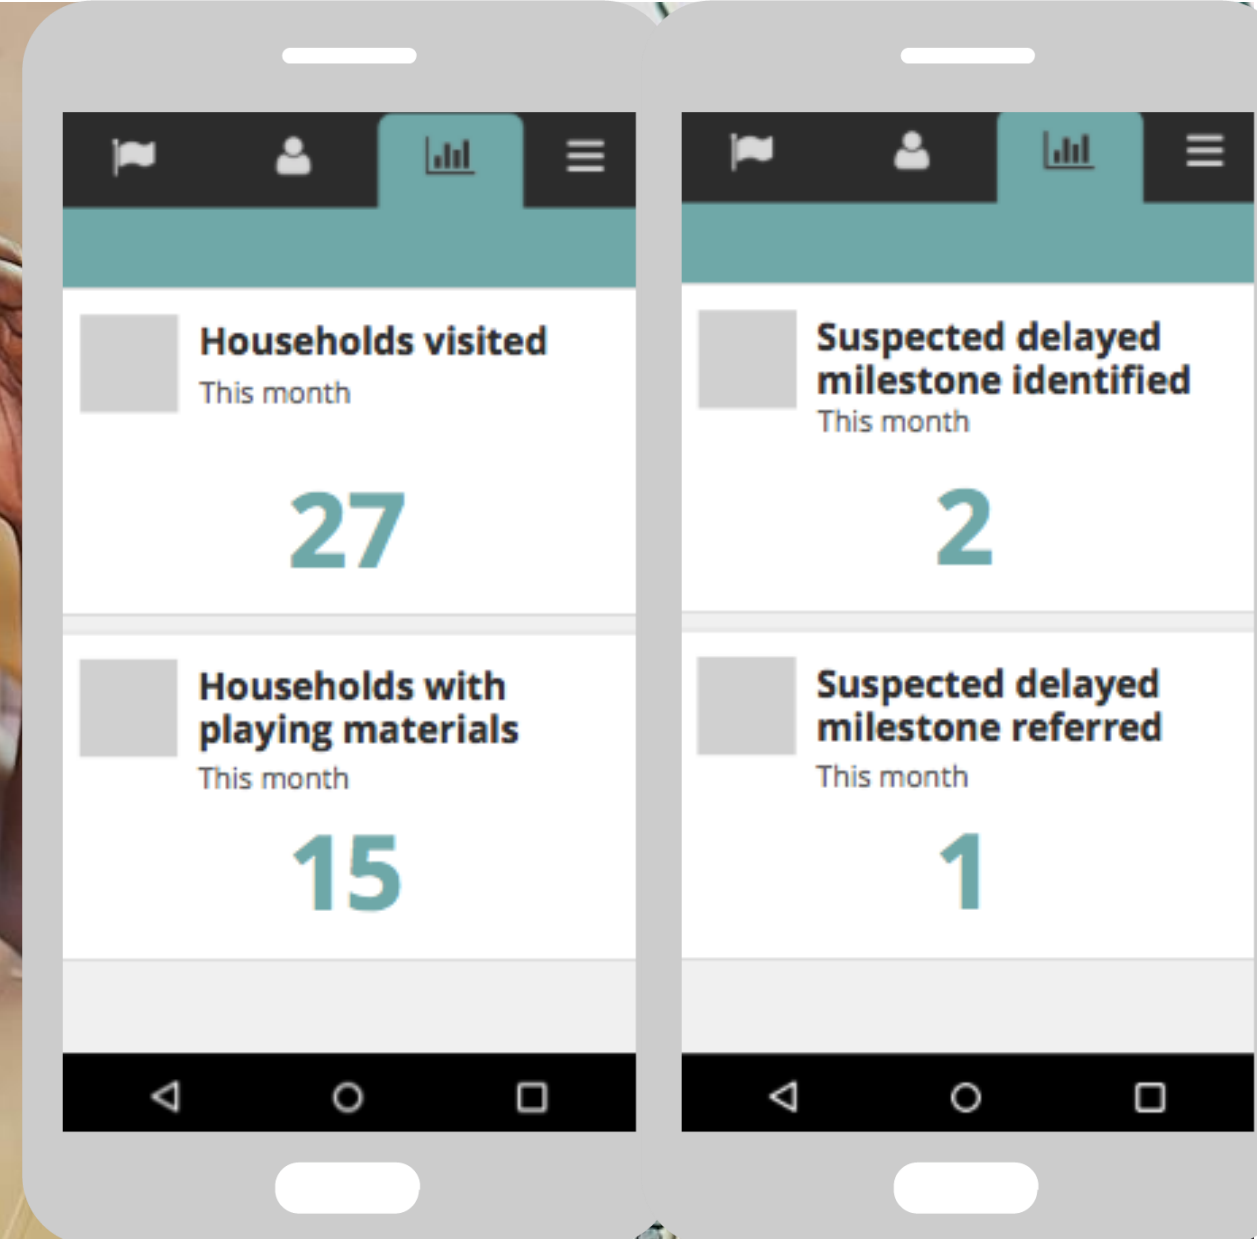 Households visited
This month
27
Households with
playing materials
This month
15
Suspected delayed
milestone identified
This month
2
Suspected delayed
milestone referred
This month
1